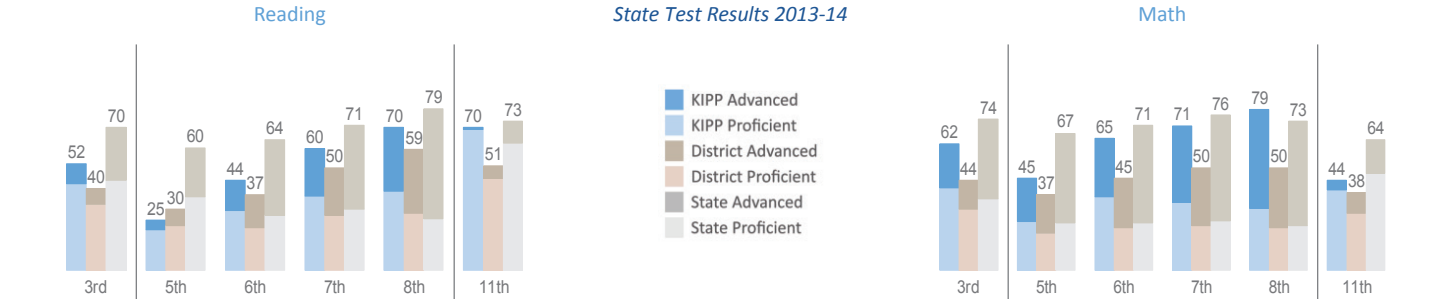 Reading
State Test Results 2013-14
Math
52 40 70
25 30 60
44 37 64
60 50 71
70 59 79
70 51 73
3rd 5th 6th 7th 8th 11th
KIPP Advanced
KIPP Proficient
District Advanced
District Proficient
State Advanced
State Proficient
62 44 74
45 37 67
65 45 71
71 50 76
79 50 73
44 38 64
3rd 5th 6th 7th 8th 11th